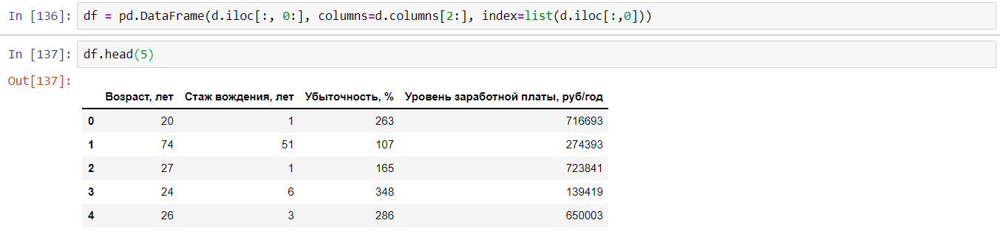 In [136]: df = pd.DataFrame(d.iloc[:, 0:], columns=d.columns[2:], index=list(d.iloc[:,0]))
In [137]: df.head(5)
Out[137]:
Возраст, лет Стаж вождения, лет Убыточность, % Уровень заработной платы, руб/год
0 20 1 263 716693
1 74 51 107 274393
2 27 1 165 723841
3 24 6 348 139419
4 26 3 286 650003